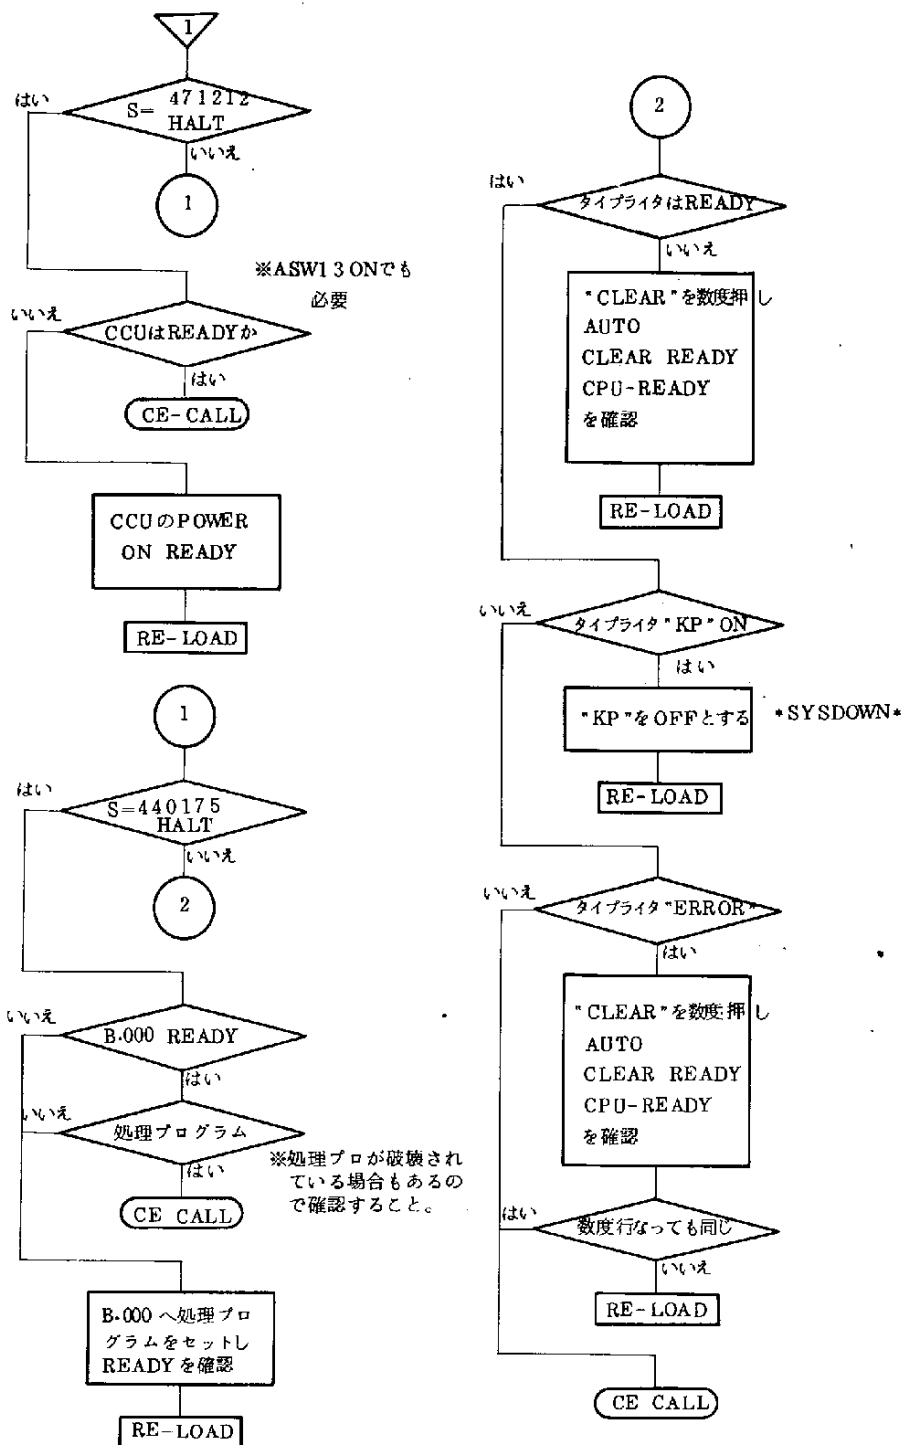 1
はい
S= 471212
HALT
いいえ
1
※ASW13 ONでも
必要
いいえ
CCUはREADYか
はい
CE-CALL
CCUのPOWER
ON READY
RE-LOAD
1
はい
S=440175
HALT
いいえ
2
いいえ
B.000 READY
はい
いいえ
処理プログラム
はい
※処理プロが破壊され
ている場合もあるの
で確認すること。
CE CALL
B.000 へ処理プロ
グラムをセットし
READYを確認
RE-LOAD
2
はい
タイプライタはREADY
いいえ
"CLEAR"を数度押し
AUTO
CLEAR READY
CPU-READY
を確認
RE-LOAD
いいえ
タイプライタ"KP"ON
はい
"KP"をOFFとする
*SYSDOWN*
RE-LOAD
いいえ
タイプライタ"ERROR"
はい
"CLEAR"を数度押し
AUTO
CLEAR READY
CPU-READY
を確認
はい
数度行なっても同じ
いいえ
RE-LOAD
CE CALL